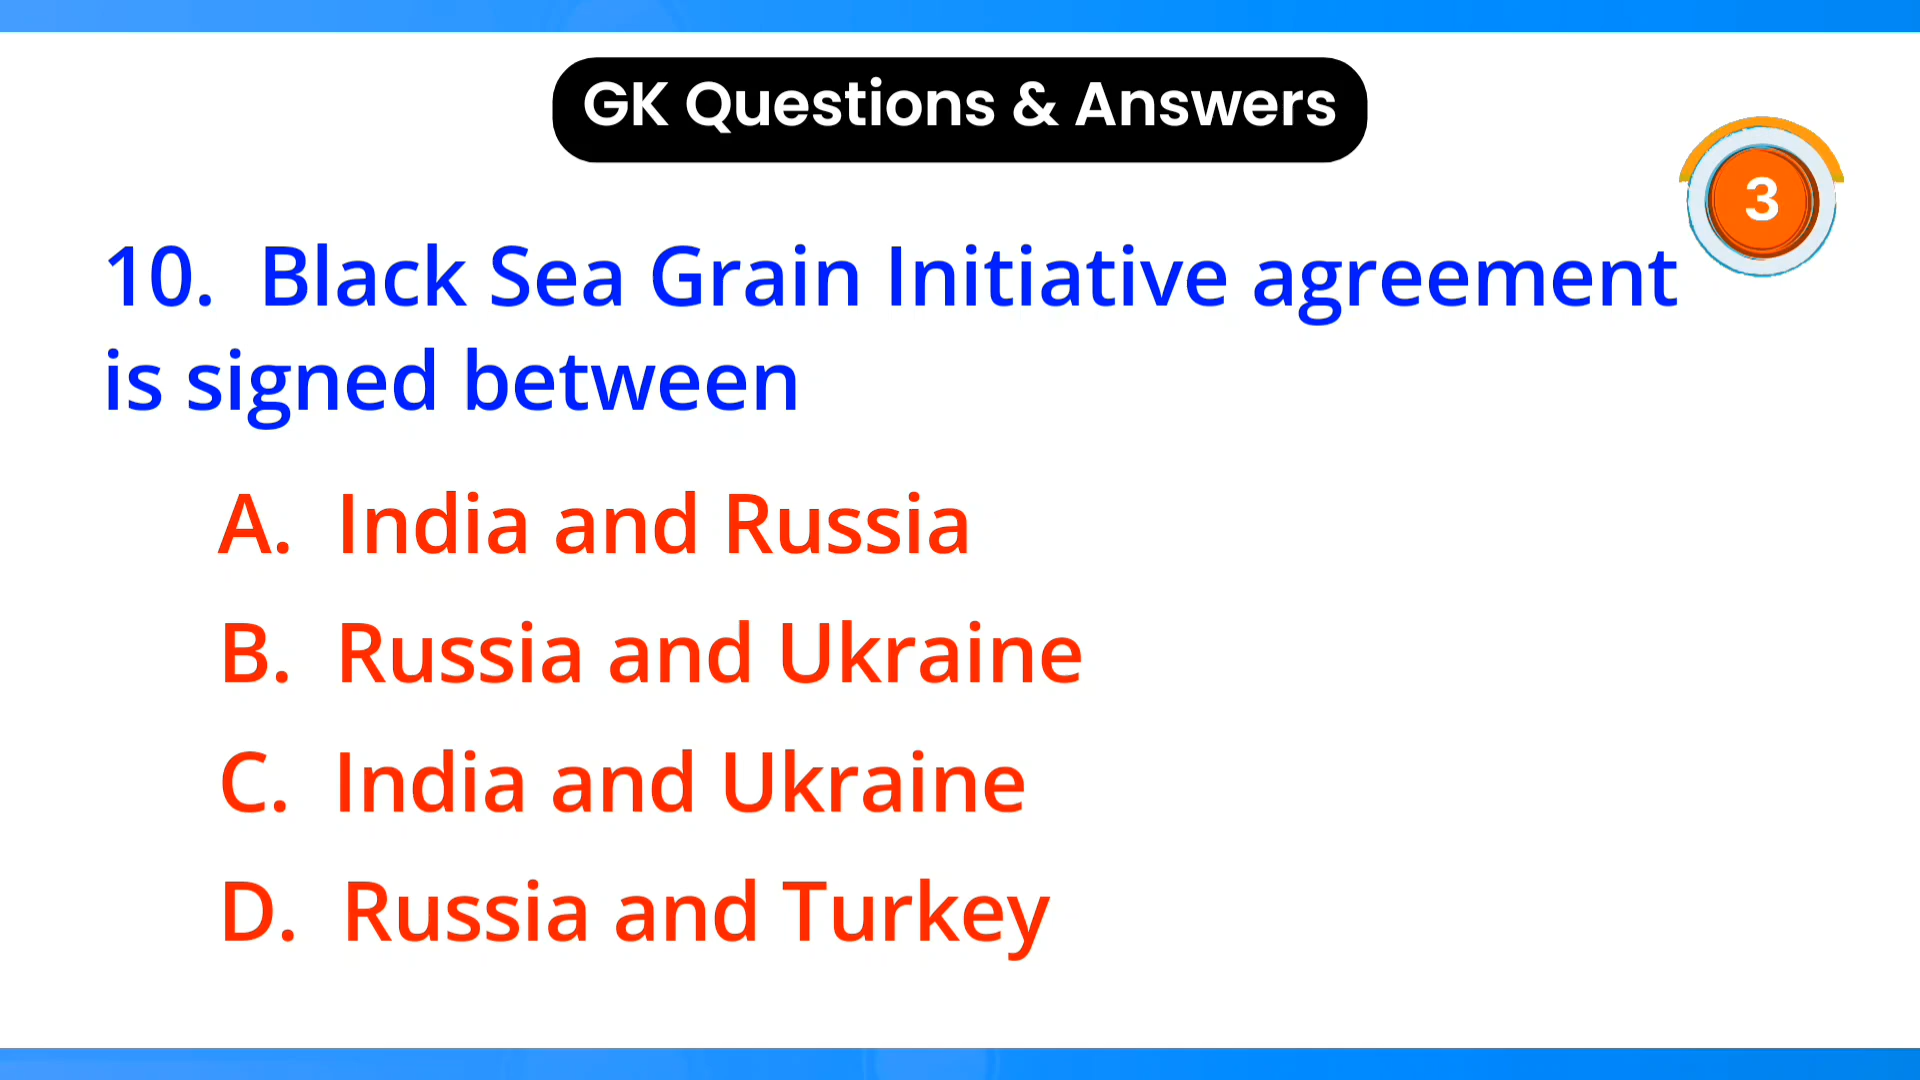 GK Questions & Answers
3
10. Black Sea Grain Initiative agreement
is signed between
A. India and Russia
B. Russia and Ukraine
C. India and Ukraine
D. Russia and Turkey